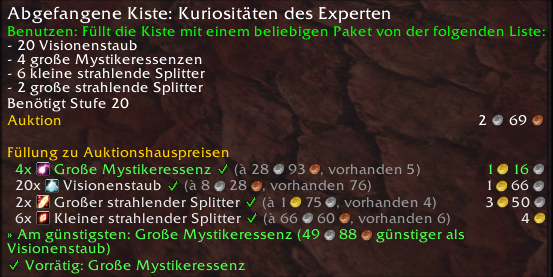 Abgefangene Kiste: Kuriositäten des Experten
Benutzen: Füllt die Kiste mit einem beliebigen Paket von der folgenden Liste:
- 20 Visionenstaub
- 4 große Mystikeressenzen
- 6 kleine strahlende Splitter
- 2 große strahlende Splitter
Benötigt Stufe 20
Auktion 2 69
Füllung zu Auktionshauspreisen
4x Große Mystikeressenz ✓ (à 28 93, vorhanden 5) 1 16
20x Visionenstaub ✓ (à 8 28, vorhanden 76) 1 66
2x Großer strahlender Splitter ✓ (à 1 75, vorhanden 4) 3 50
6x Kleiner strahlender Splitter ✓ (à 66 60, vorhanden 6) 4
» Am günstigsten: Große Mystikeressenz (49 88 günstiger als
Visionenstaub)
✓ Vorrätig: Große Mystikeressenz